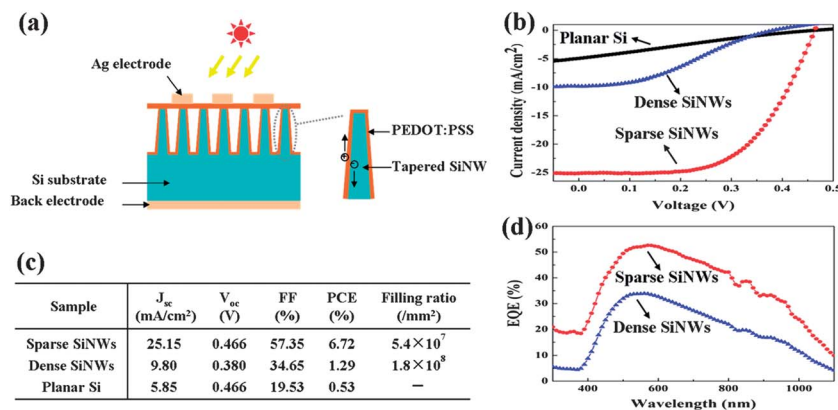 (a)
Ag electrode
PEDOT:PSS
Tapered SiNW
Si substrate
Back electrode
(b)
Current density (mA/cm²)
0
-5
-10
-15
-20
-25
Planar Si
Dense SiNWs
Sparse SiNWs
0.0 0.1 0.2 0.3 0.4 0.5
Voltage (V)
(c)
Sample Jsc (mA/cm²) Voc (V) FF (%) PCE (%) Filling ratio (/mm²)
Sparse SiNWs 25.15 0.466 57.35 6.72 5.4×10⁷
Dense SiNWs 9.80 0.380 34.65 1.29 1.8×10⁸
Planar Si 5.85 0.466 19.53 0.53 –
(d)
EQE (%)
60
50
40
30
20
10
0
Sparse SiNWs
Dense SiNWs
400 600 800 1000
Wavelength (nm)